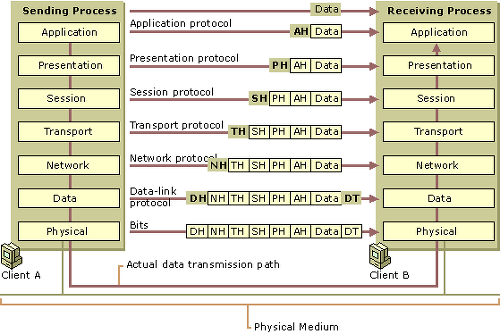 Sending Process Data Receiving Process
Application Application protocol AH Data Application
Presentation Presentation protocol PH AH Data Presentation
Session Session protocol SH PH AH Data Session
Transport Transport protocol TH SH PH AH Data Transport
Network Network protocol NH TH SH PH AH Data Network
Data Data-link protocol DH NH TH SH PH AH Data DT Data
Physical Bits DH NH TH SH PH AH Data DT Physical
Client A Actual data transmission path Client B
Physical Medium